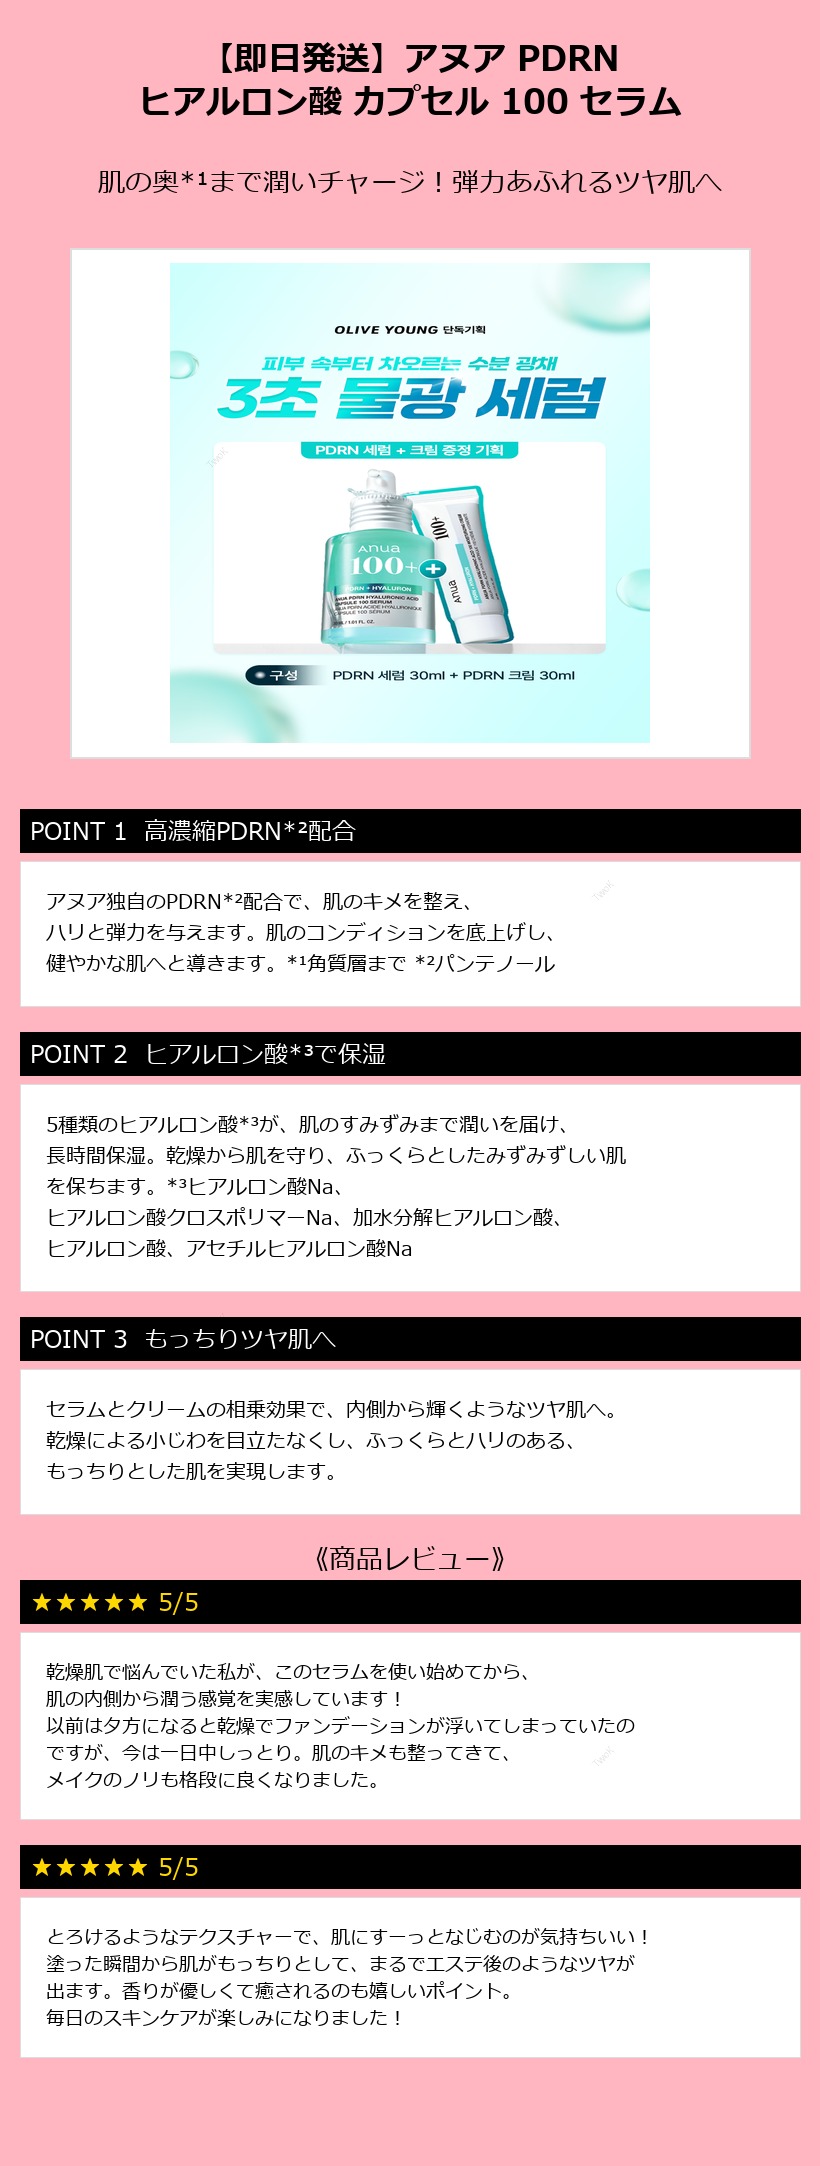 【即日発送】アヌア PDRN
ヒアルロン酸 カプセル 100 セラム
肌の奥*¹まで潤いチャージ！弾力あふれるツヤ肌へ
OLIVE YOUNG 단독기획
피부 속부터 차오르는 수분 광채
3초 물광 세럼
PDRN 세럼 + 크림 증정 기획
Anua
100+
PDRN + HYALURON
ANUA PDRN HYALURONIC ACID
CAPSULE 100 SERUM
ANUA PDRN ACIDE HYALURONIQUE
CAPSULE 100 SÉRUM
/ 1.01 FL. OZ.
+
100+
Anua
구성 PDRN 세럼 30ml + PDRN 크림 30ml
POINT 1 高濃縮PDRN*²配合
アヌア独自のPDRN*²配合で、肌のキメを整え、
ハリと弾力を与えます。肌のコンディションを底上げし、
健やかな肌へと導きます。*¹角質層まで *²パンテノール
POINT 2 ヒアルロン酸*³で保湿
5種類のヒアルロン酸*³が、肌のすみずみまで潤いを届け、
長時間保湿。乾燥から肌を守り、ふっくらとしたみずみずしい肌
を保ちます。*³ヒアルロン酸Na、
ヒアルロン酸クロスポリマーNa、加水分解ヒアルロン酸、
ヒアルロン酸、アセチルヒアルロン酸Na
POINT 3 もっちりツヤ肌へ
セラムとクリームの相乗効果で、内側から輝くようなツヤ肌へ。
乾燥による小じわを目立たなくし、ふっくらとハリのある、
もっちりとした肌を実現します。
《商品レビュー》
★★★★★ 5/5
乾燥肌で悩んでいた私が、このセラムを使い始めてから、
肌の内側から潤う感覚を実感しています！
以前は夕方になると乾燥でファンデーションが浮いてしまっていたの
ですが、今は一日中しっとり。肌のキメも整ってきて、
メイクのノリも格段に良くなりました。
★★★★★ 5/5
とろけるようなテクスチャーで、肌にすーっとなじむのが気持ちいい！
塗った瞬間から肌がもっちりとして、まるでエステ後のようなツヤが
出ます。香りが優しくて癒されるのも嬉しいポイント。
毎日のスキンケアが楽しみになりました！